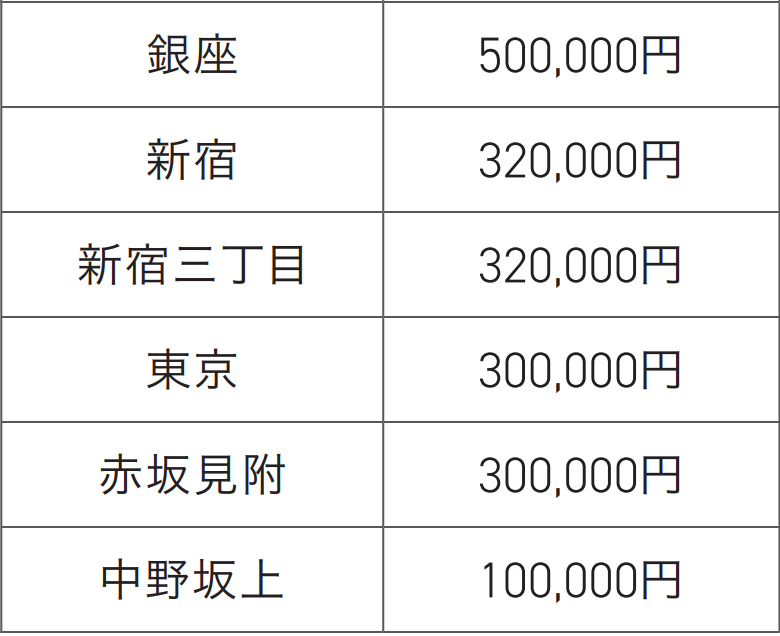 銀座 500,000円
新宿 320,000円
新宿三丁目 320,000円
東京 300,000円
赤坂見附 300,000円
中野坂上 100,000円